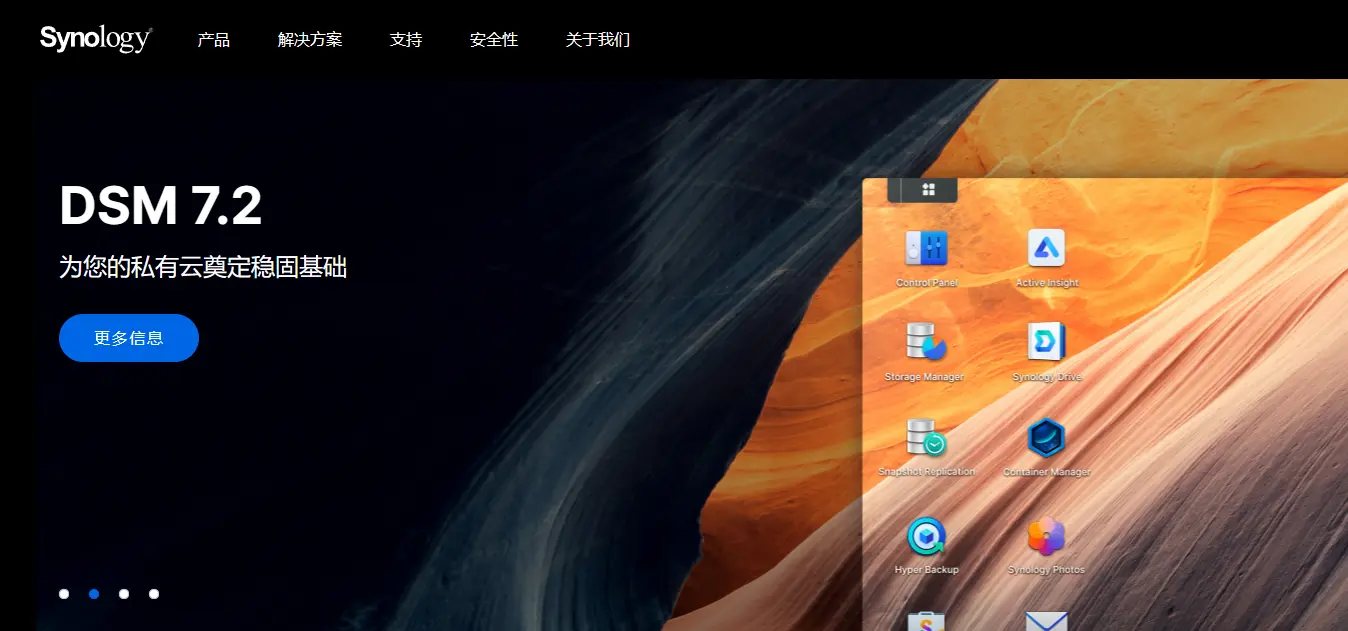 Synology
产品
解决方案
支持
安全性
关于我们
DSM 7.2
为您的私有云奠定稳固基础
更多信息
Control Panel
Active Insight
Storage Manager
Synology Drive
Snapshot Replication
Container Manager
Hyper Backup
Synology Photos